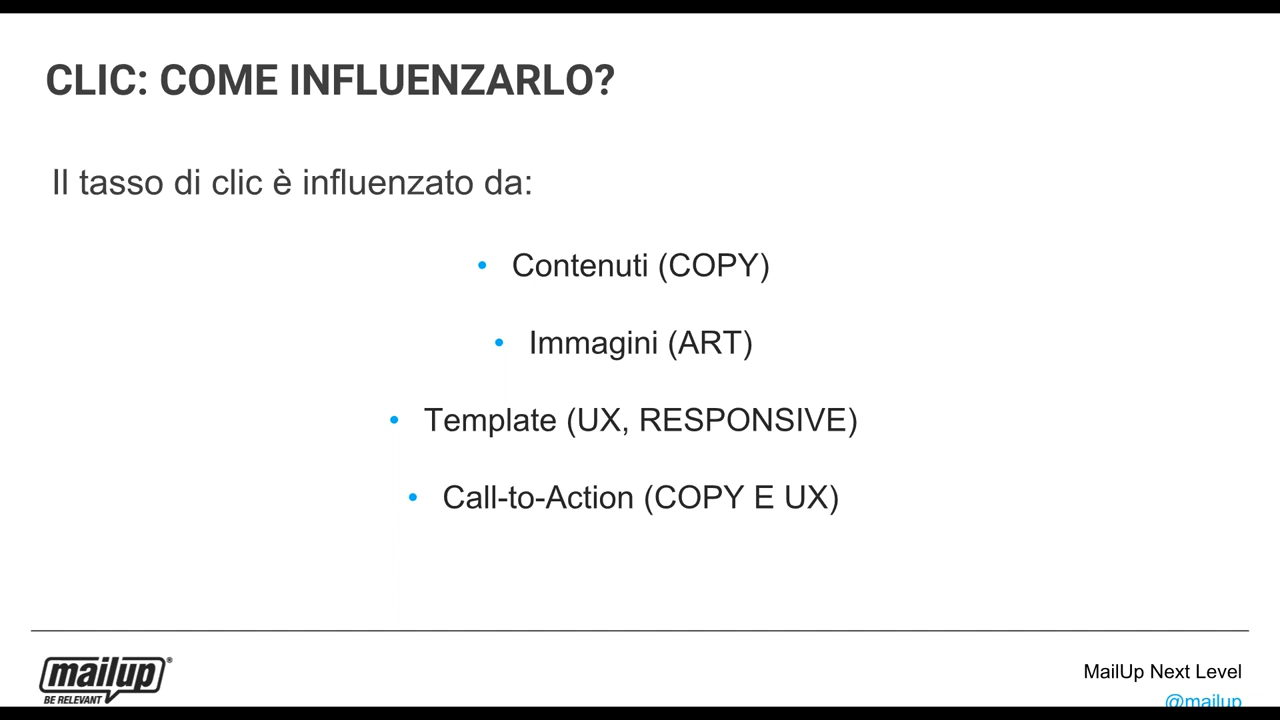 CLIC: COME INFLUENZARLO?
Il tasso di clic è influenzato da:
• Contenuti (COPY)
• Immagini (ART)
• Template (UX, RESPONSIVE)
• Call-to-Action (COPY E UX)
mailup®
BE RELEVANT
MailUp Next Level
@mailup